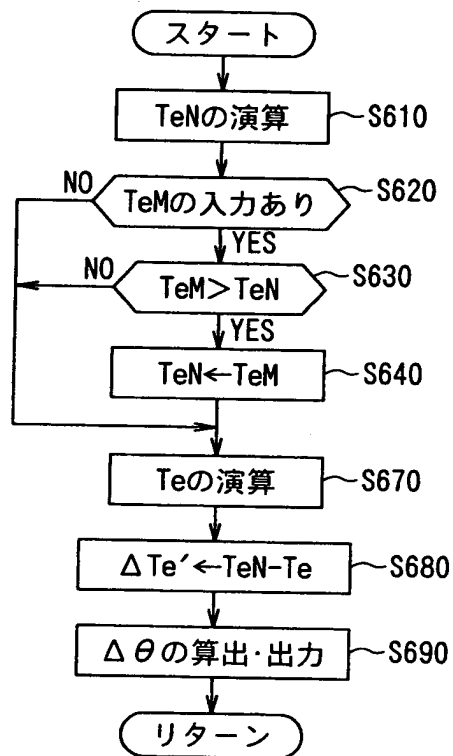 スタート
TeNの演算
S610
NO
TeMの入力あり
S620
YES
NO
TeM>TeN
S630
YES
TeN←TeM
S640
Teの演算
S670
ΔTe′←TeN-Te
S680
Δθの算出･出力
S690
リターン